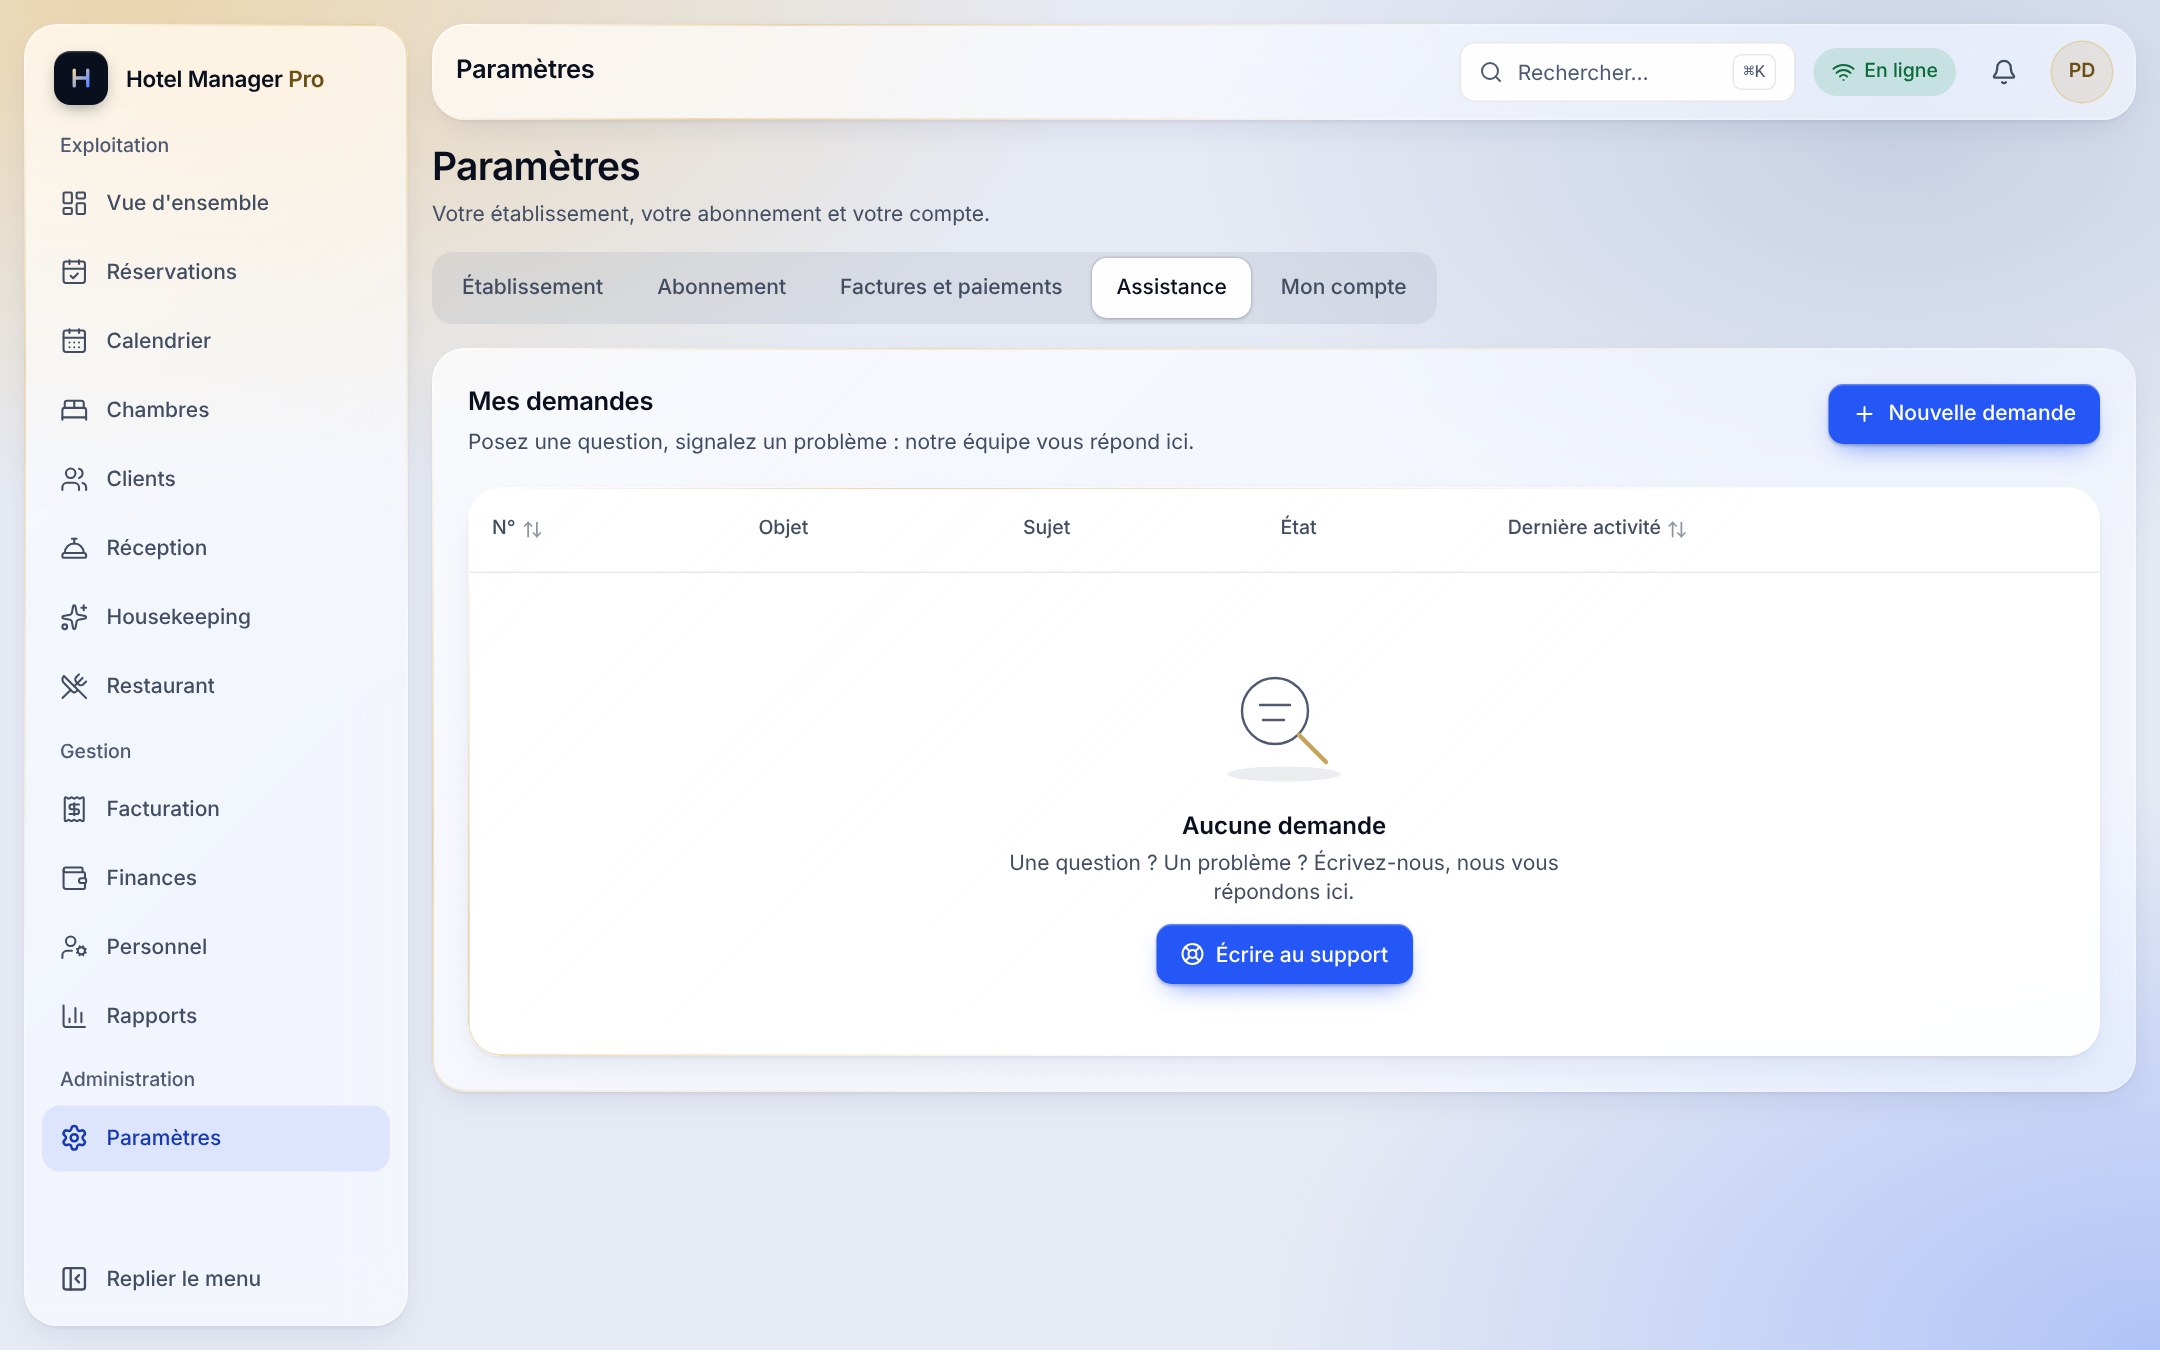 Hotel Manager Pro
Exploitation
Vue d'ensemble
Réservations
Calendrier
Chambres
Clients
Réception
Housekeeping
Restaurant
Gestion
Facturation
Finances
Personnel
Rapports
Administration
Paramètres
Replier le menu
Paramètres
Rechercher...
⌘K
En ligne
PD
Paramètres
Votre établissement, votre abonnement et votre compte.
Établissement
Abonnement
Factures et paiements
Assistance
Mon compte
Mes demandes
Posez une question, signalez un problème : notre équipe vous répond ici.
Nouvelle demande
N° Objet Sujet État Dernière activité
Aucune demande
Une question ? Un problème ? Écrivez-nous, nous vous
répondons ici.
Écrire au support